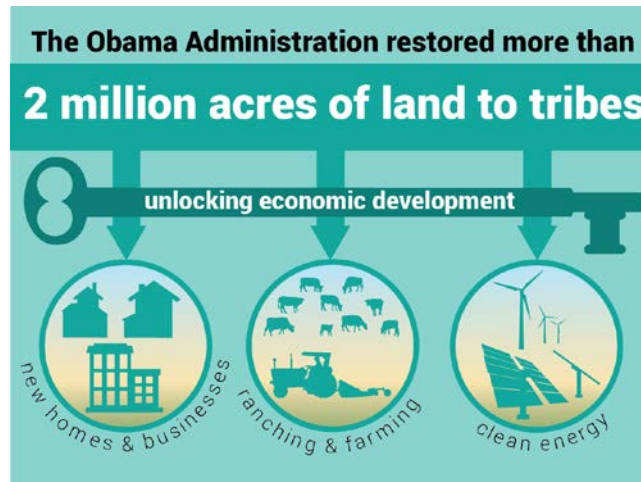 The Obama Administration restored more than
2 million acres of land to tribes
unlocking economic development
new homes & businesses
ranching & farming
clean energy